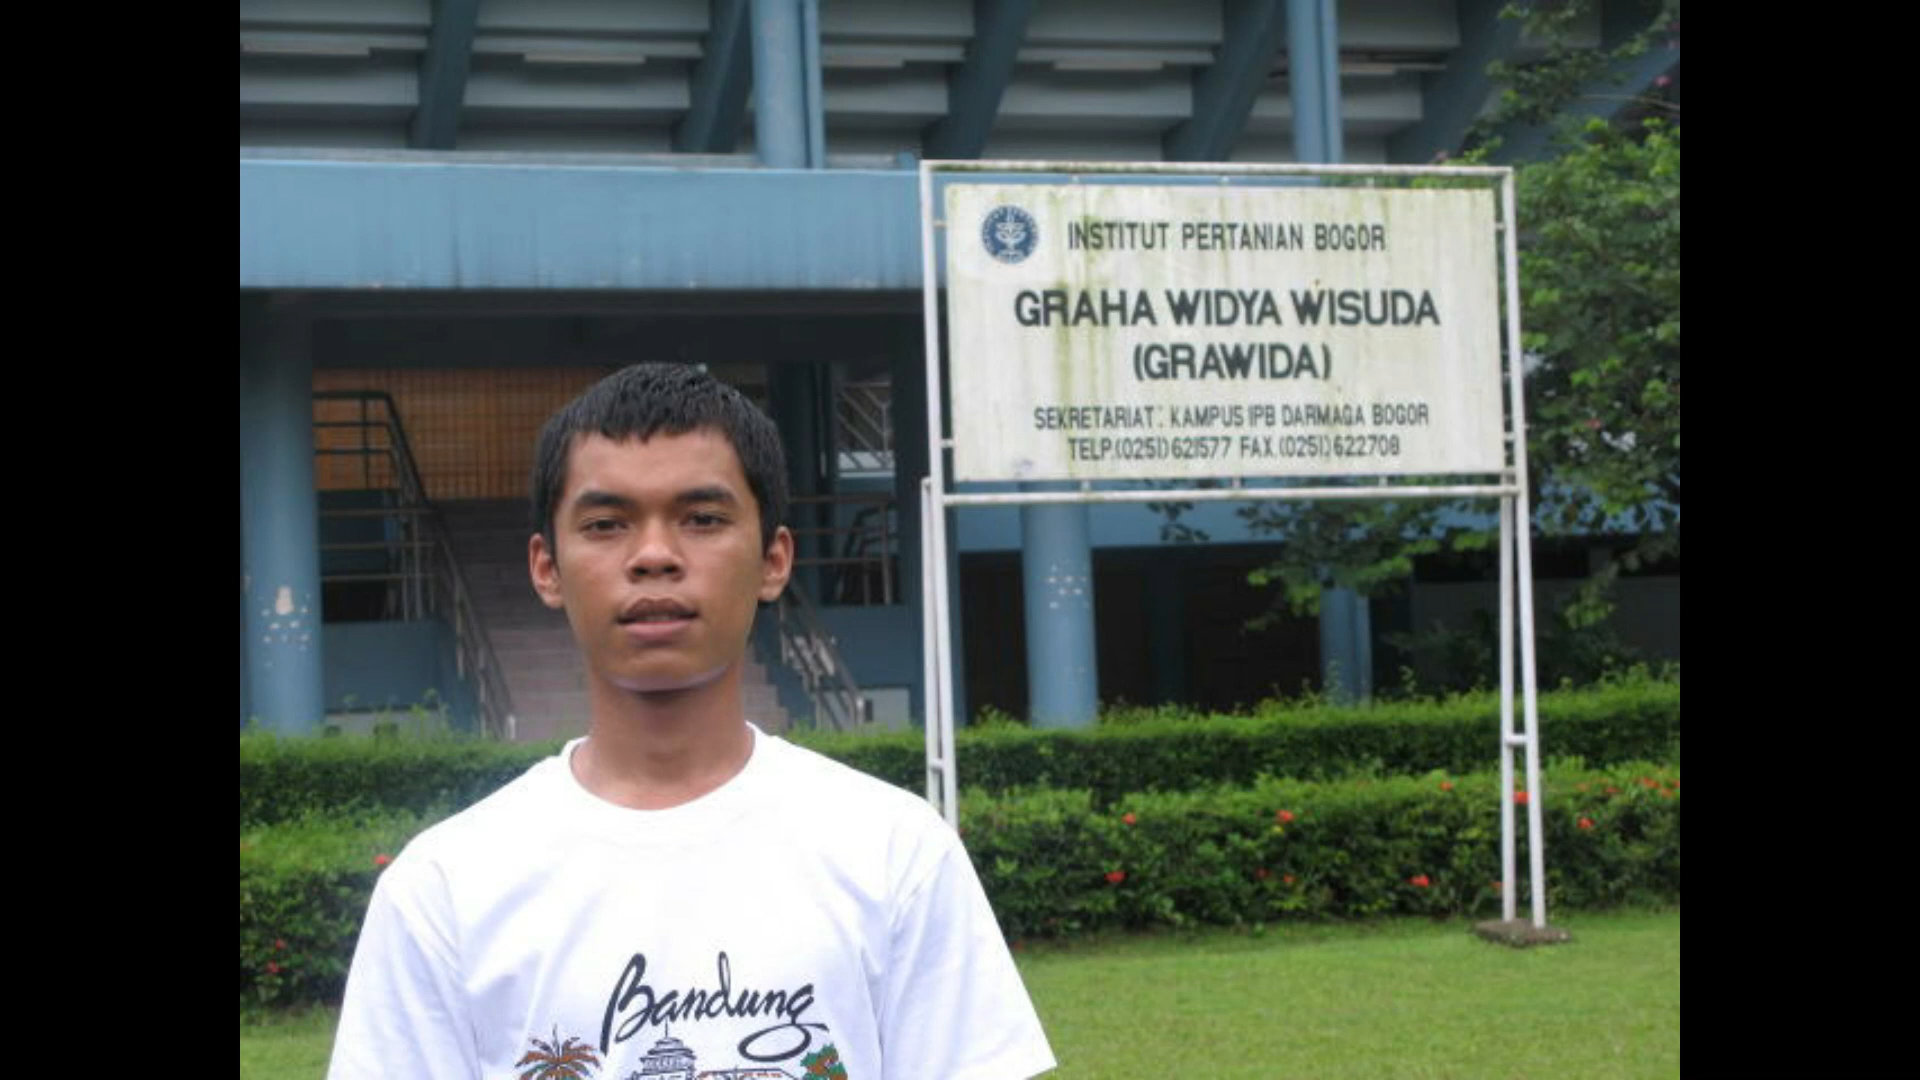 INSTITUT PERTANIAN BOGOR
GRAHA WIDYA WISUDA
(GRAWIDA)
SEKRETARIAT : KAMPUS IPB DARMAGA BOGOR
TELP.(0251) 621577 FAX.(0251) 622708
Bandung